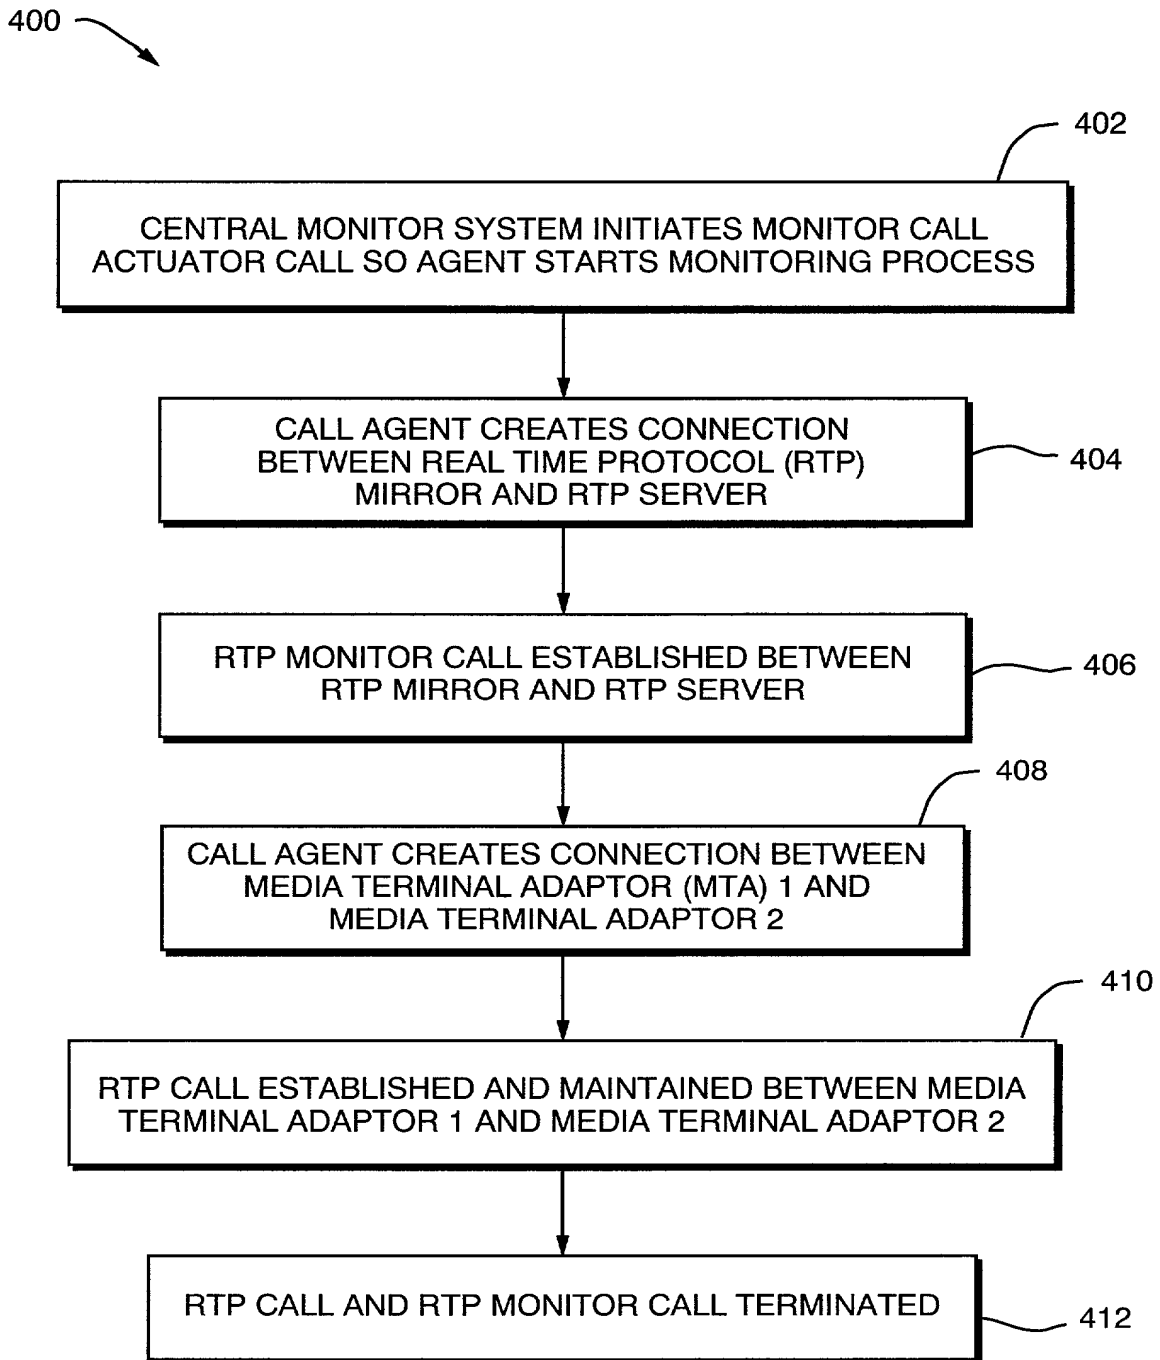 400
402
CENTRAL MONITOR SYSTEM INITIATES MONITOR CALL
ACTUATOR CALL SO AGENT STARTS MONITORING PROCESS
CALL AGENT CREATES CONNECTION
BETWEEN REAL TIME PROTOCOL (RTP)
MIRROR AND RTP SERVER
404
RTP MONITOR CALL ESTABLISHED BETWEEN
RTP MIRROR AND RTP SERVER
406
408
CALL AGENT CREATES CONNECTION BETWEEN
MEDIA TERMINAL ADAPTOR (MTA) 1 AND
MEDIA TERMINAL ADAPTOR 2
410
RTP CALL ESTABLISHED AND MAINTAINED BETWEEN MEDIA
TERMINAL ADAPTOR 1 AND MEDIA TERMINAL ADAPTOR 2
RTP CALL AND RTP MONITOR CALL TERMINATED
412